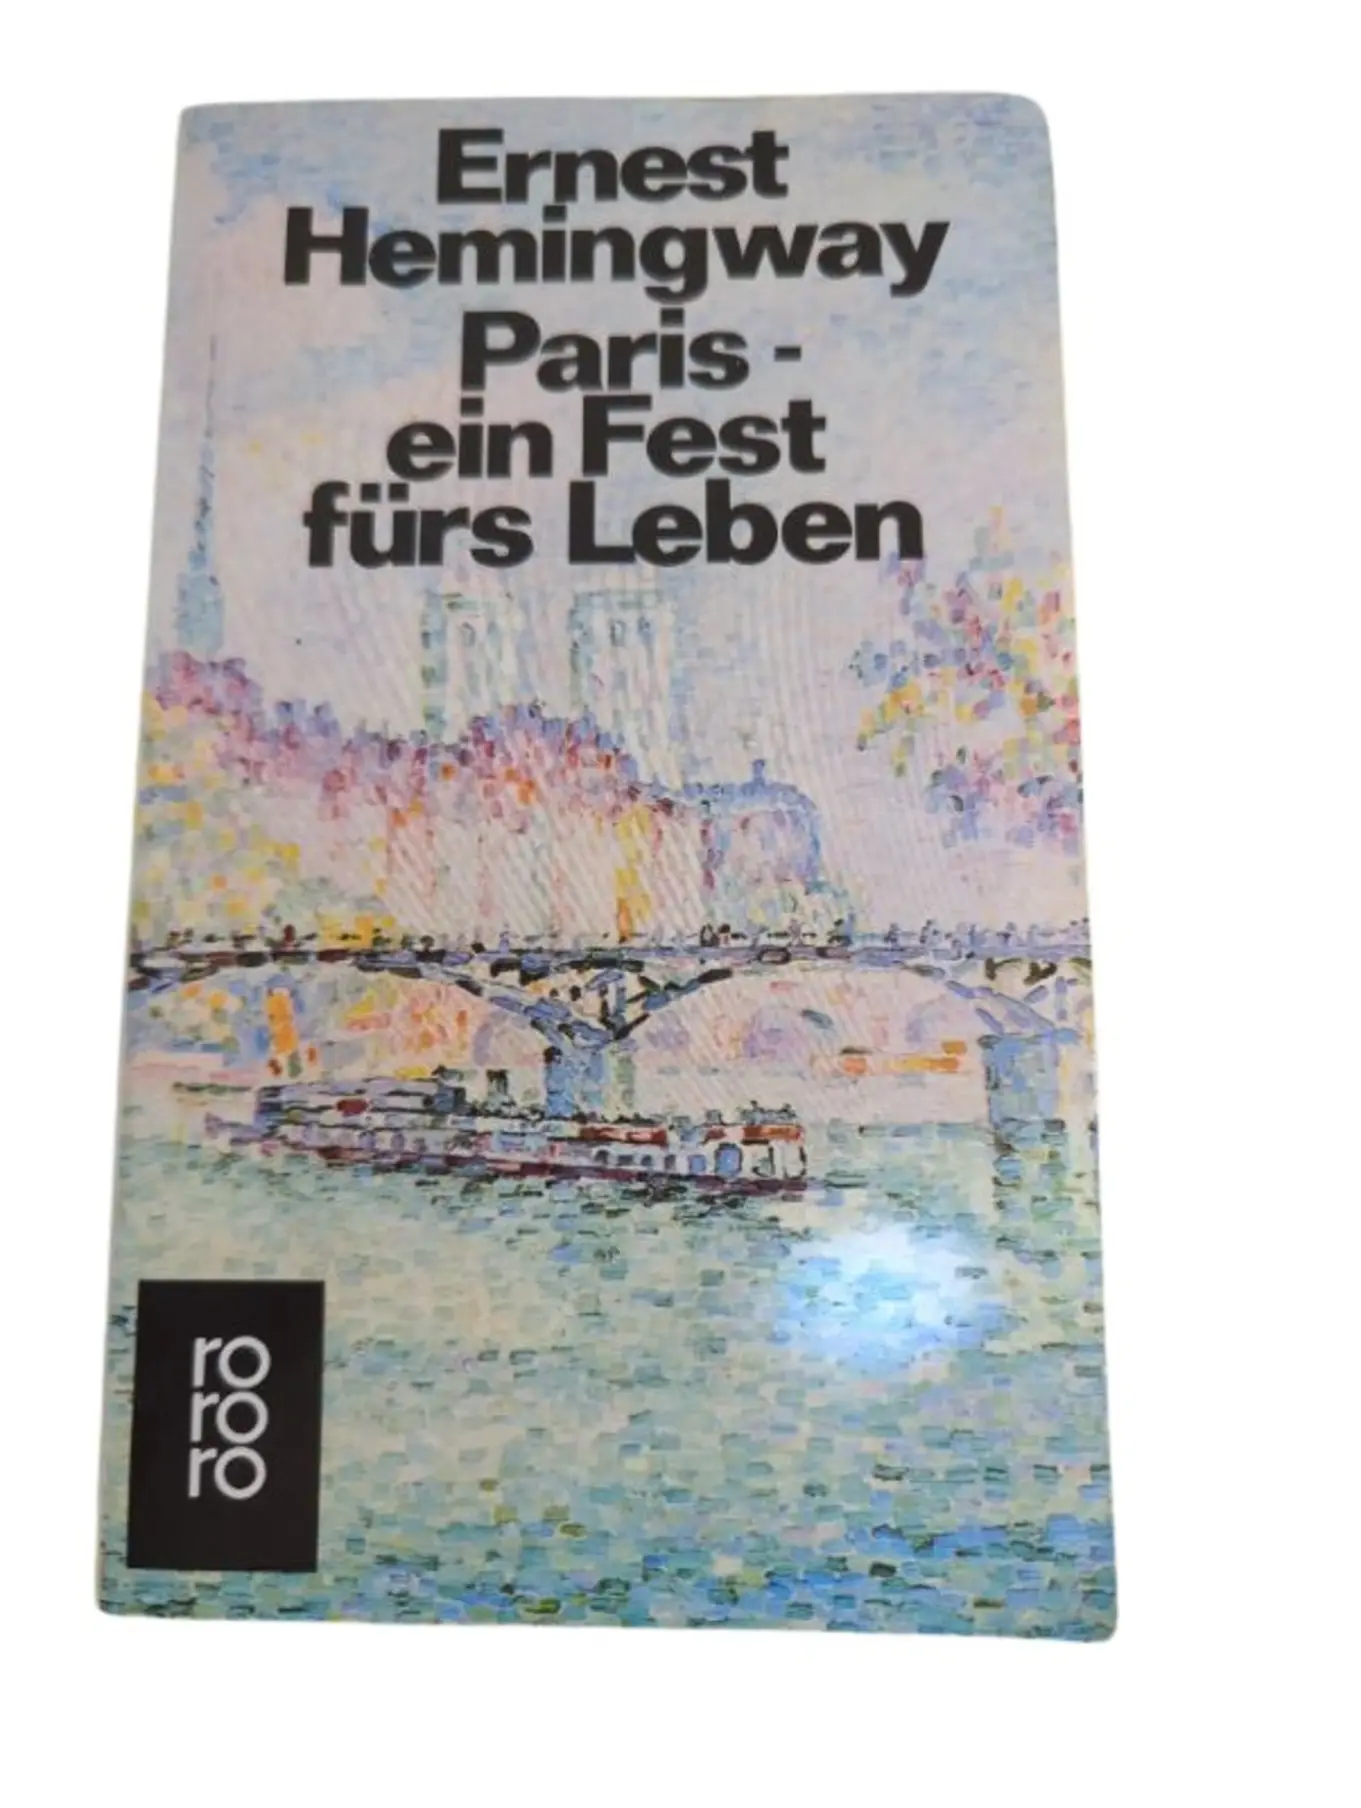 Ernest
Hemingway
Paris -
ein Fest
fürs Leben
ro
ro
ro